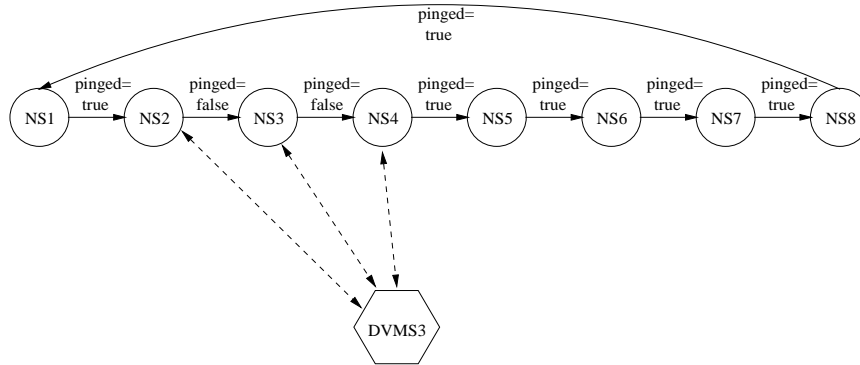 pinged=
true
pinged=
true
pinged=
false
pinged=
false
pinged=
true
pinged=
true
pinged=
true
pinged=
true
NS1
NS2
NS3
NS4
NS5
NS6
NS7
NS8
DVMS3